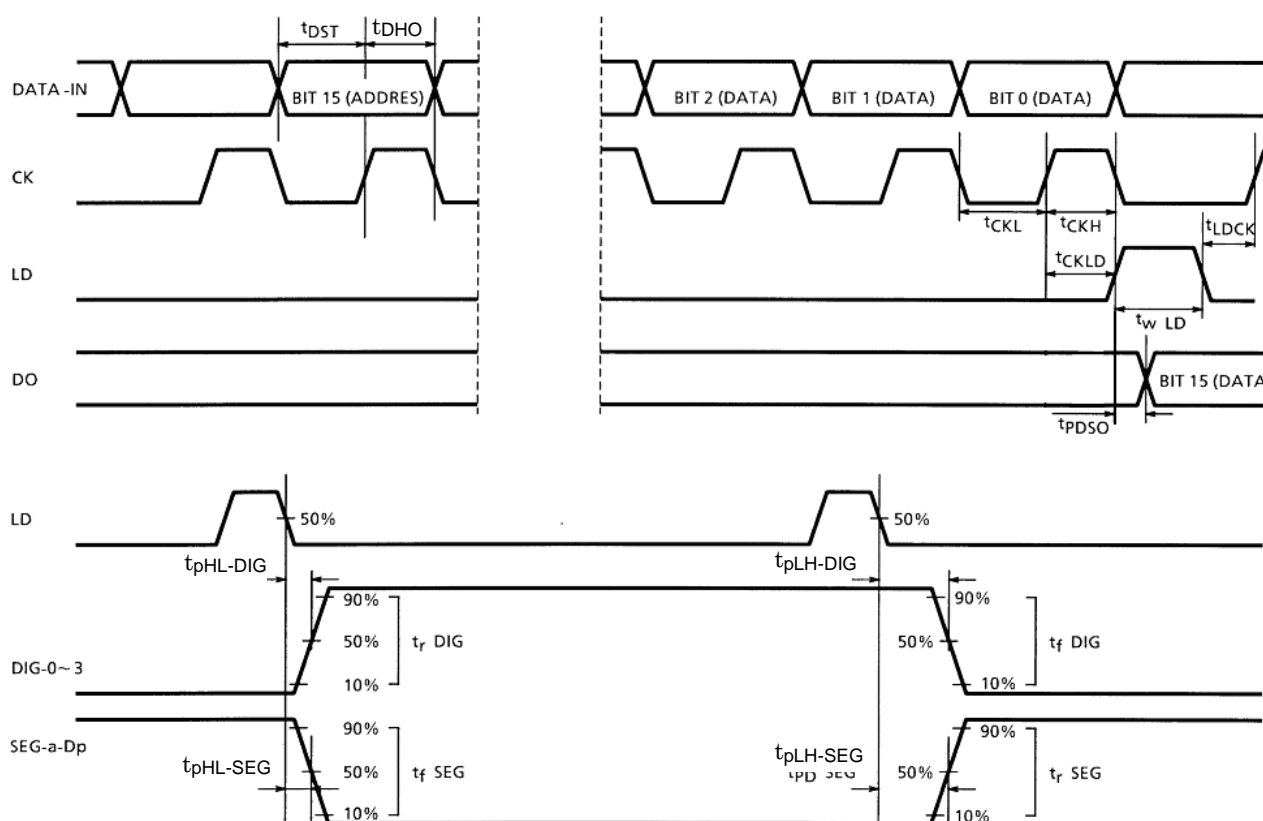 tDST tDHO
DATA -IN BIT 15 (ADDRES) BIT 2 (DATA) BIT 1 (DATA) BIT 0 (DATA)
CK
tCKL tCKH tLDCK
LD tCKLD
tw LD
DO BIT 15 (DATA
tPDSO
LD 50% 50%
tpHL-DIG tpLH-DIG
90% 90%
50% tr DIG 50% tf DIG
DIG-0~3 10% 10%
SEG-a-Dp 90% 90%
tpHL-SEG tpLH-SEG
50% tf SEG tPD SEG 50% tr SEG
10% 10%